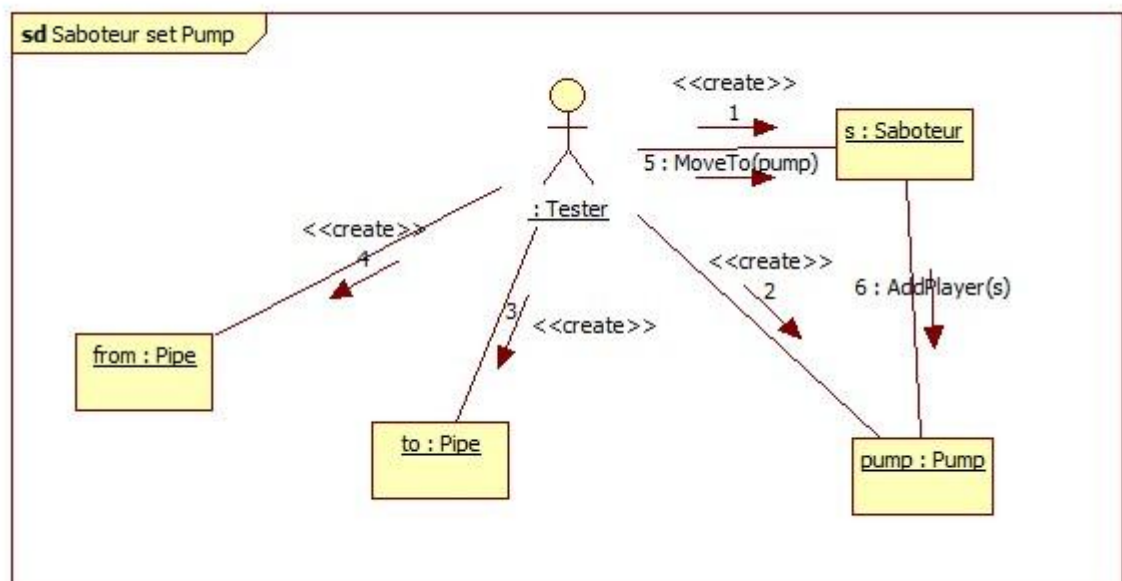 sd Saboteur set Pump
<<create>>
1
s : Saboteur
5 : MoveTo(pump)
: Tester
<<create>>
4
<<create>>
2
6 : AddPlayer(s)
3
<<create>>
from : Pipe
to : Pipe
pump : Pump